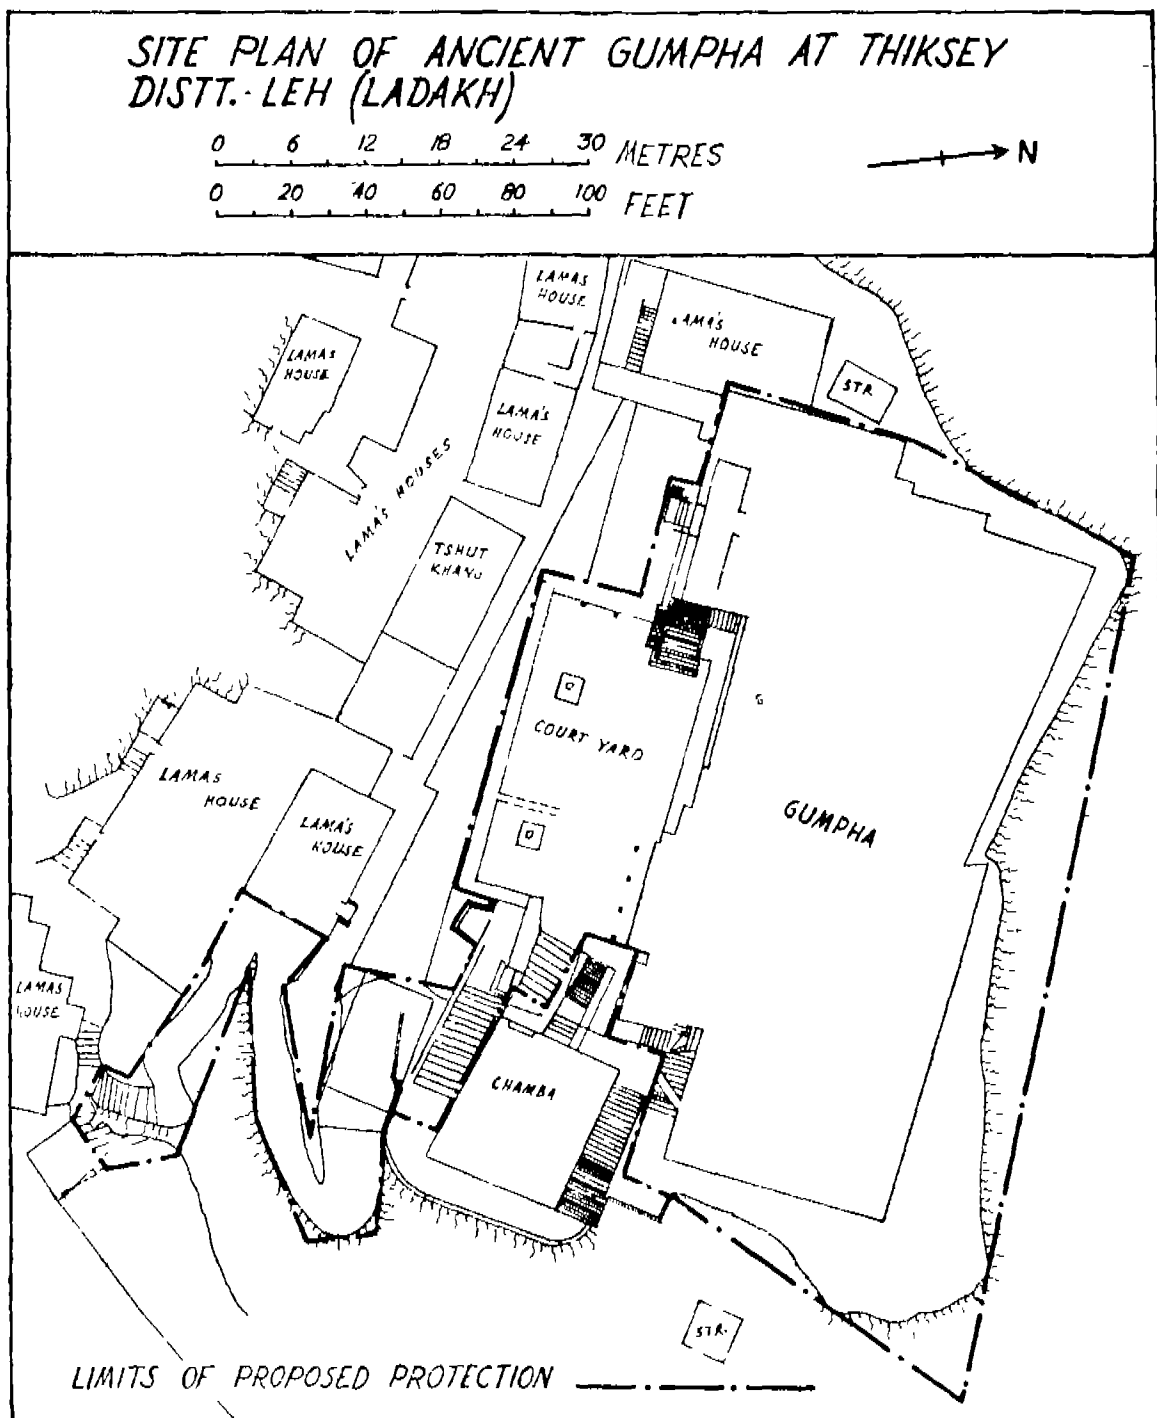 SITE PLAN OF ANCIENT GUMPHA AT THIKSEY
DISTT.- LEH (LADAKH)
0 6 12 18 24 30 METRES
0 20 40 60 80 100 FEET
N
LAMAS
HOUSE
AMA'S
HOUSE
LAMAS
HOUSE
STR
LAMA'S
HOUSE
LAMA'S HOUSES
TSHUT
COURT YARD
LAMAS
HOUSE
LAMA'S
HOUSE
GUMPHA
LAMAS
HOUSE
CHAMBA
STR.
LIMITS OF PROPOSED PROTECTION